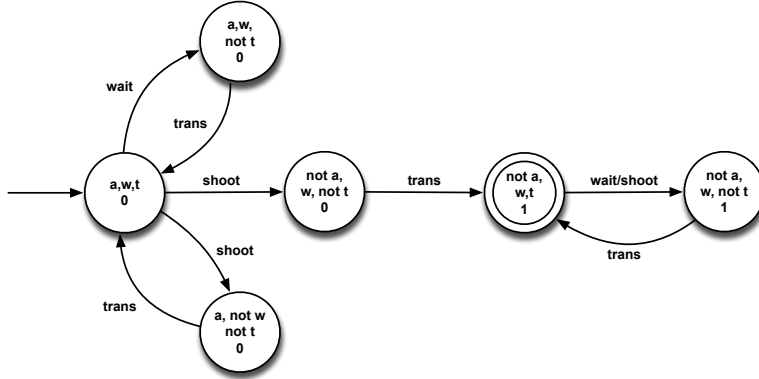 a,w,
not t
0
wait
trans
a,w,t
0
shoot
not a,
w, not t
0
trans
not a,
w,t
1
wait/shoot
not a,
w, not t
1
trans
shoot
trans
a, not w
not t
0